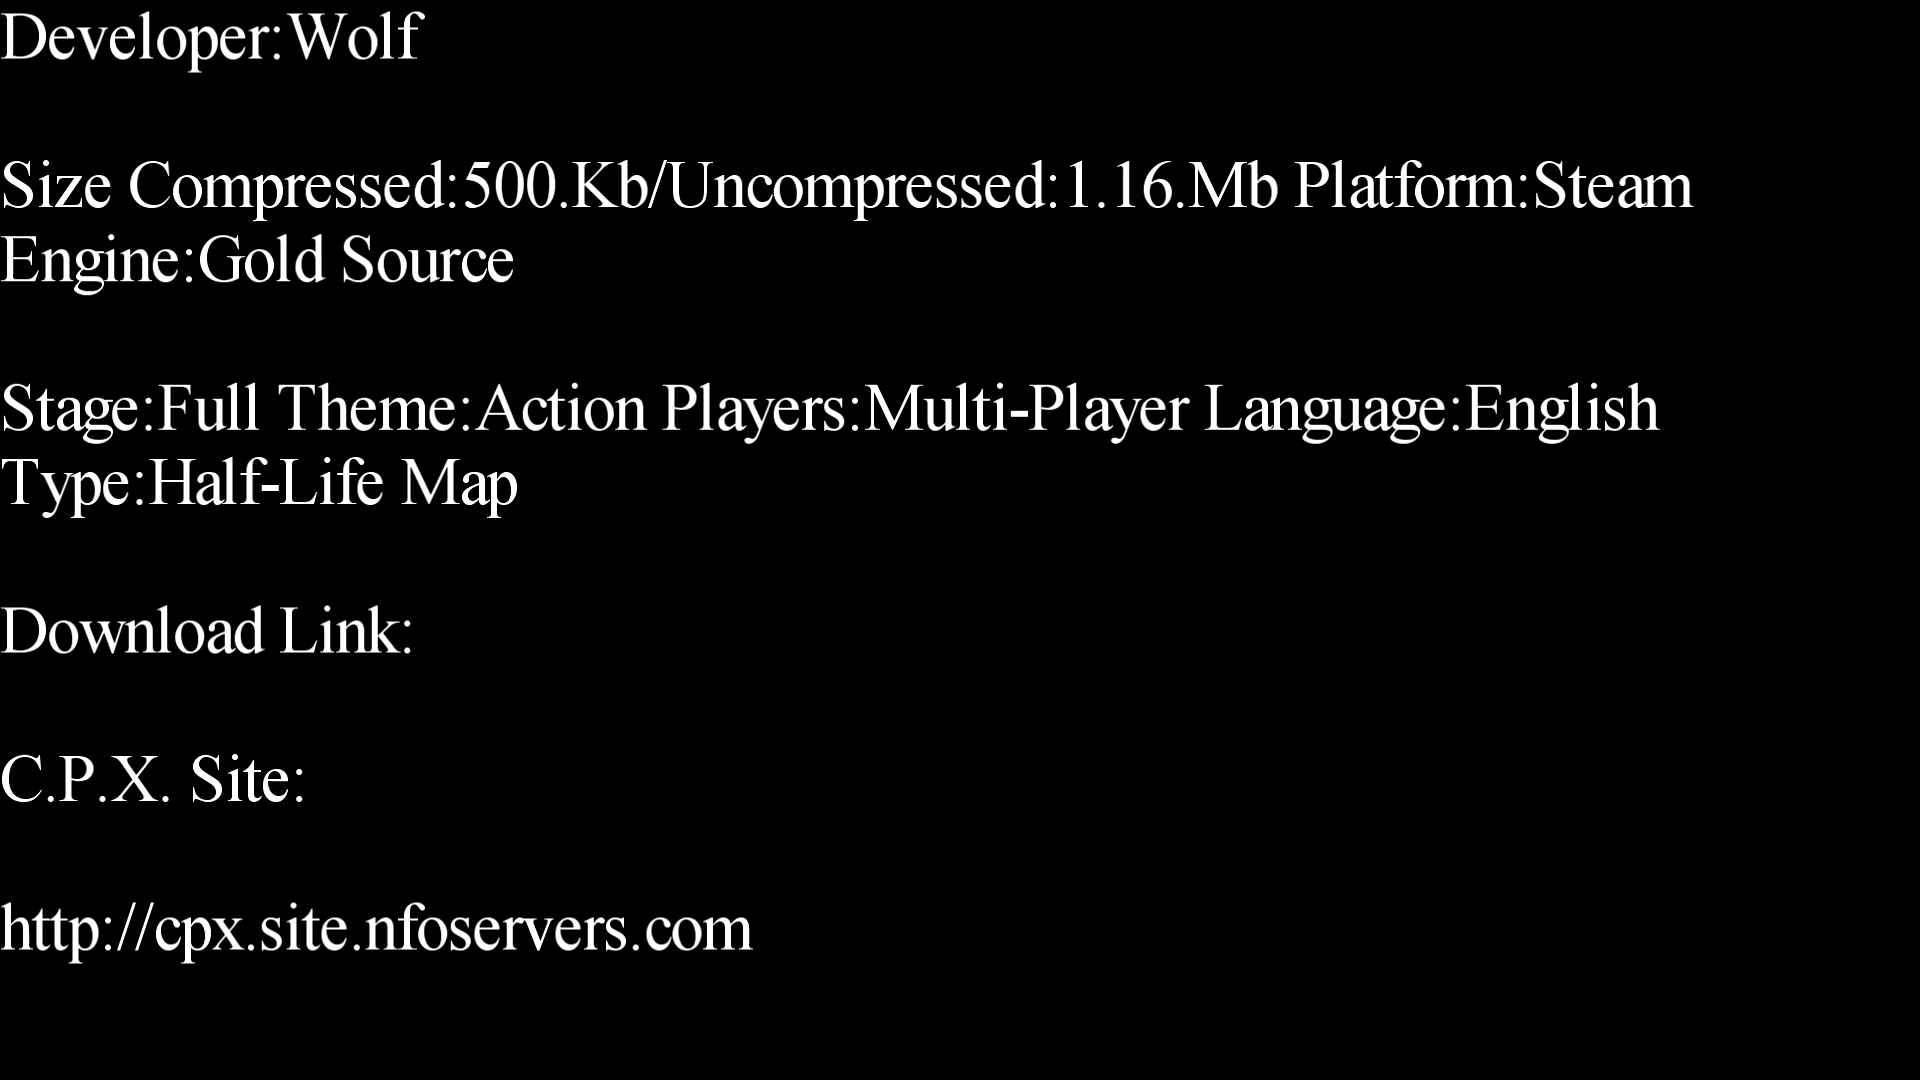 Developer:Wolf
Size Compressed:500.Kb/Uncompressed:1.16.Mb Platform:Steam
Engine:Gold Source
Stage:Full Theme:Action Players:Multi-Player Language:English
Type:Half-Life Map
Download Link:
C.P.X. Site:
http://cpx.site.nfoservers.com